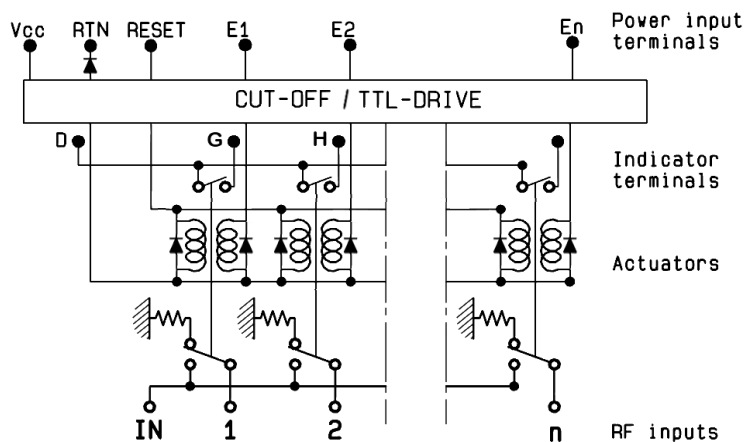 Vcc RTN RESET E1 E2 En Power input
terminals
CUT-OFF / TTL-DRIVE
D G H Indicator
terminals
Actuators
IN 1 2 n RF inputs